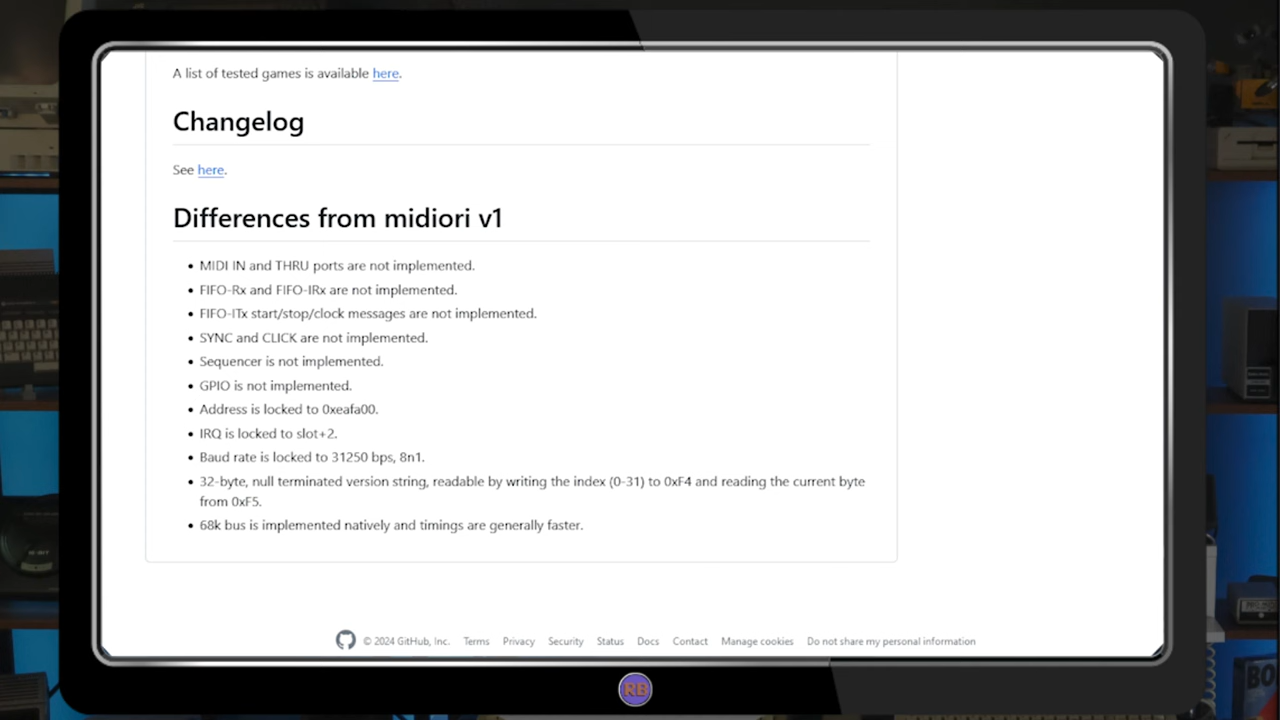 A list of tested games is available here.
Changelog
See here.
Differences from midiori v1
• MIDI IN and THRU ports are not implemented.
• FIFO-Rx and FIFO-IRx are not implemented.
• FIFO-ITx start/stop/clock messages are not implemented.
• SYNC and CLICK are not implemented.
• Sequencer is not implemented.
• GPIO is not implemented.
• Address is locked to 0xeafa00.
• IRQ is locked to slot+2.
• Baud rate is locked to 31250 bps, 8n1.
• 32-byte, null terminated version string, readable by writing the index (0-31) to 0xF4 and reading the current byte
from 0xF5.
• 68k bus is implemented natively and timings are generally faster.
© 2024 GitHub, Inc. Terms Privacy Security Status Docs Contact Manage cookies Do not share my personal information
RB